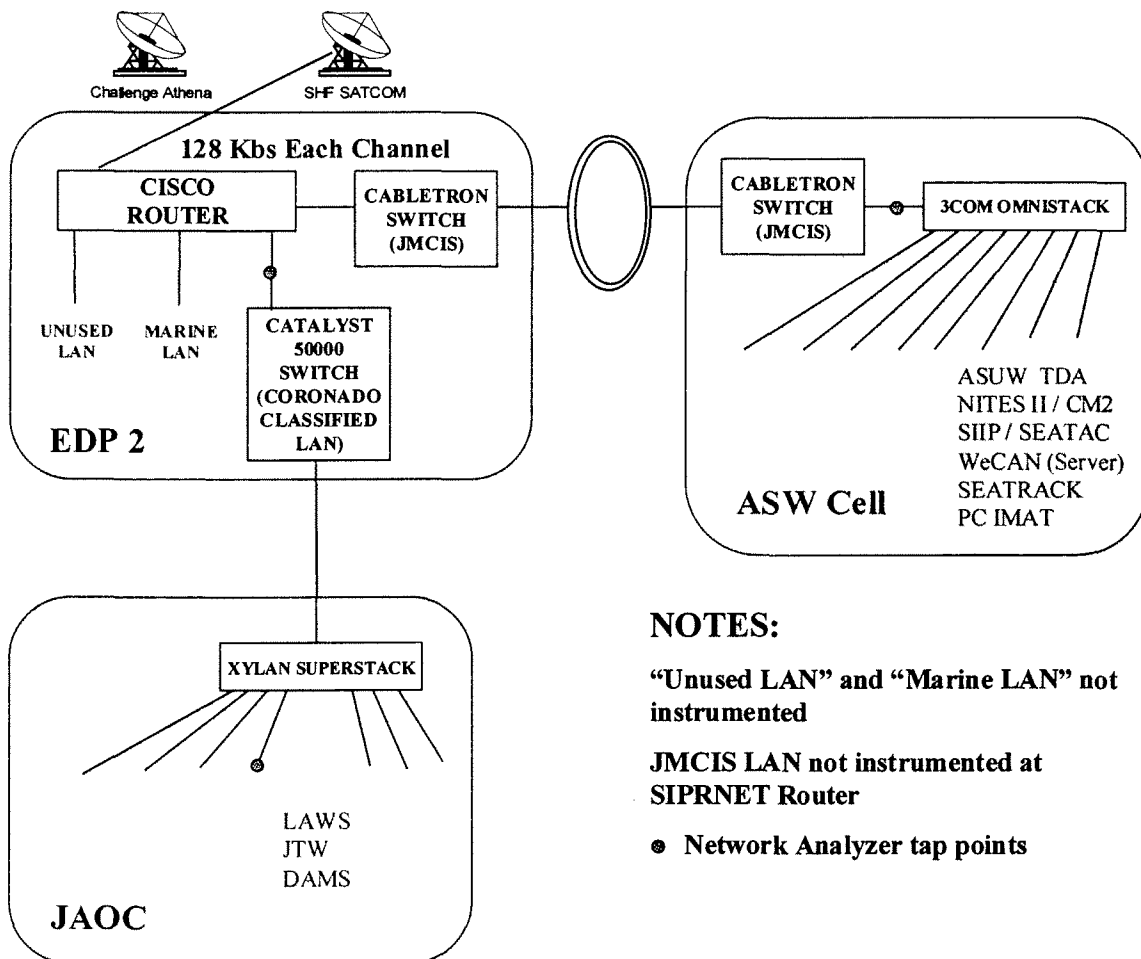 Challenge Athena
SHF SATCOM
128 Kbs Each Channel
CISCO
ROUTER
CABLETRON
SWITCH
(JMCIS)
UNUSED
LAN
MARINE
LAN
CATALYST
50000
SWITCH
(CORONADO
CLASSIFIED
LAN)
EDP 2
CABLETRON
SWITCH
(JMCIS)
3COM OMNISTACK
ASUW TDA
NITES II / CM2
SIIP / SEATAC
WeCAN (Server)
SEATRACK
PC IMAT
ASW Cell
XYLAN SUPERSTACK
LAWS
JTW
DAMS
JAOC
NOTES:
“Unused LAN” and “Marine LAN” not
instrumented
JMCIS LAN not instrumented at
SIPRNET Router
Network Analyzer tap points